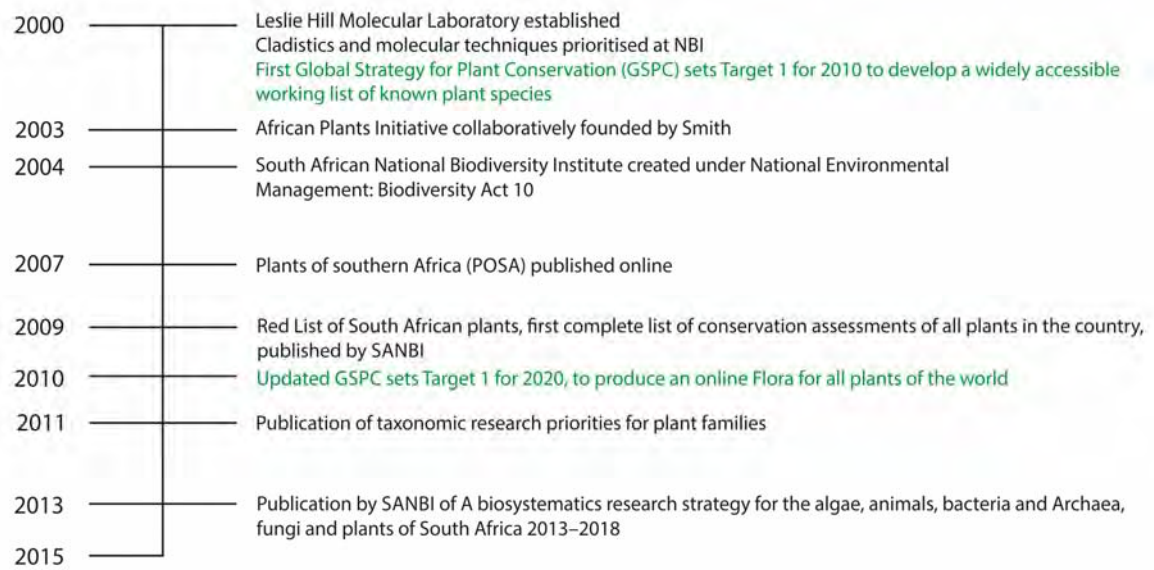 2000
Leslie Hill Molecular Laboratory established
Cladistics and molecular techniques prioritised at NBI
First Global Strategy for Plant Conservation (GSPC) sets Target 1 for 2010 to develop a widely accessible
working list of known plant species
2003
African Plants Initiative collaboratively founded by Smith
2004
South African National Biodiversity Institute created under National Environmental
Management: Biodiversity Act 10
2007
Plants of southern Africa (POSA) published online
2009
Red List of South African plants, first complete list of conservation assessments of all plants in the country,
published by SANBI
2010
Updated GSPC sets Target 1 for 2020, to produce an online Flora for all plants of the world
2011
Publication of taxonomic research priorities for plant families
2013
Publication by SANBI of A biosystematics research strategy for the algae, animals, bacteria and Archaea,
fungi and plants of South Africa 2013–2018
2015